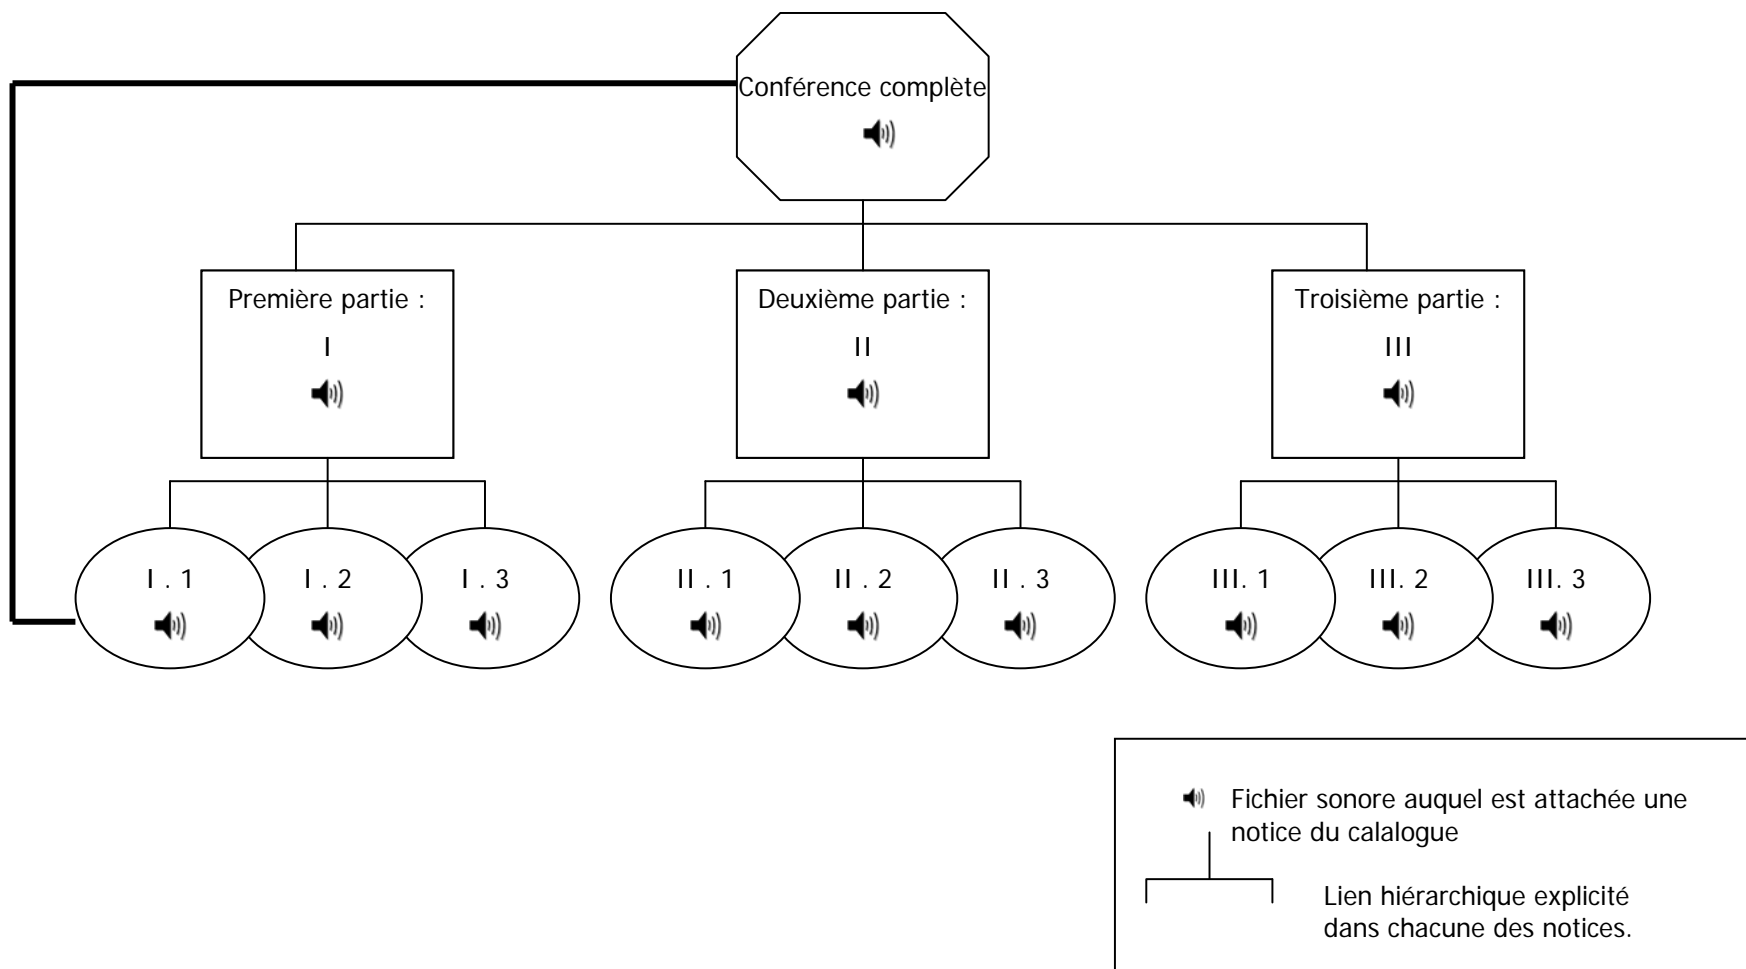 Conférence complète
Première partie :
I
Deuxième partie :
II
Troisième partie :
III
I . 1
I . 2
I . 3
II . 1
II . 2
II . 3
III. 1
III. 2
III. 3
Fichier sonore auquel est attachée une
notice du calalogue
Lien hiérarchique explicité
dans chacune des notices.